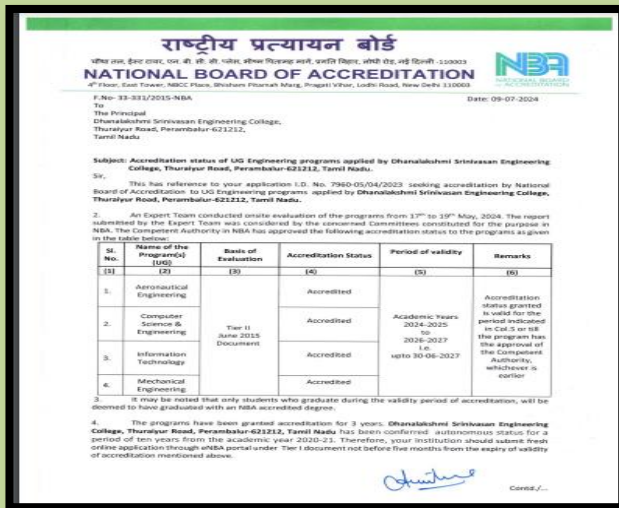 राष्ट्रीय प्रत्यायन बोर्ड
चौथा तल, ईस्ट टावर, एन. बी. सी. सी. प्लेस, भीष्म पितामह मार्ग, प्रगति विहार, लोधी रोड, नई दिल्ली -110003
NATIONAL BOARD OF ACCREDITATION
4th Floor, East Tower, NBCC Place, Bhisham Pitamah Marg, Pragati Vihar, Lodhi Road, New Delhi 110003
NBA
NATIONAL BOARD
of ACCREDITATION
F.No- 33-331/2015-NBA
Date: 09-07-2024
To
The Principal
Dhanalakshmi Srinivasan Engineering College,
Thuraiyur Road, Perambalur-621212,
Tamil Nadu
Subject: Accreditation status of UG Engineering programs applied by Dhanalakshmi Srinivasan Engineering
College, Thuraiyur Road, Perambalur-621212, Tamil Nadu.
Sir,
This has reference to your application I.D. No. 7960-05/04/2023 seeking accreditation by National
Board of Accreditation to UG Engineering programs applied by Dhanalakshmi Srinivasan Engineering College,
Thuraiyur Road, Perambalur-621212, Tamil Nadu.
2. An Expert Team conducted onsite evaluation of the programs from 17th to 19th May, 2024. The report
submitted by the Expert Team was considered by the concerned Committees constituted for the purpose in
NBA. The Competent Authority in NBA has approved the following accreditation status to the programs as given
in the table below:
Sl. No. Name of the Program(s) (UG) Basis of Evaluation Accreditation Status Period of validity Remarks
(1) (2) (3) (4) (5) (6)
1. Aeronautical Engineering Accredited
2. Computer Science & Engineering Accredited
3. Information Technology Accredited
4. Mechanical Engineering Accredited
Tier II
June 2015
Document
Academic Years
2024-2025
to
2026-2027
i.e.
upto 30-06-2027
Accreditation
status granted
is valid for the
period indicated
in Col.5 or till
the program has
the approval of
the Competent
Authority,
whichever is
earlier
3. It may be noted that only students who graduate during the validity period of accreditation, will be
deemed to have graduated with an NBA accredited degree.
4. The programs have been granted accreditation for 3 years. Dhanalakshmi Srinivasan Engineering
College, Thuraiyur Road, Perambalur-621212, Tamil Nadu has been conferred autonomous status for a
period of ten years from the academic year 2020-21. Therefore, your institution should submit fresh
online application through eNBA portal under Tier I document not before five months from the expiry of validity
of accreditation mentioned above.
Contd./...